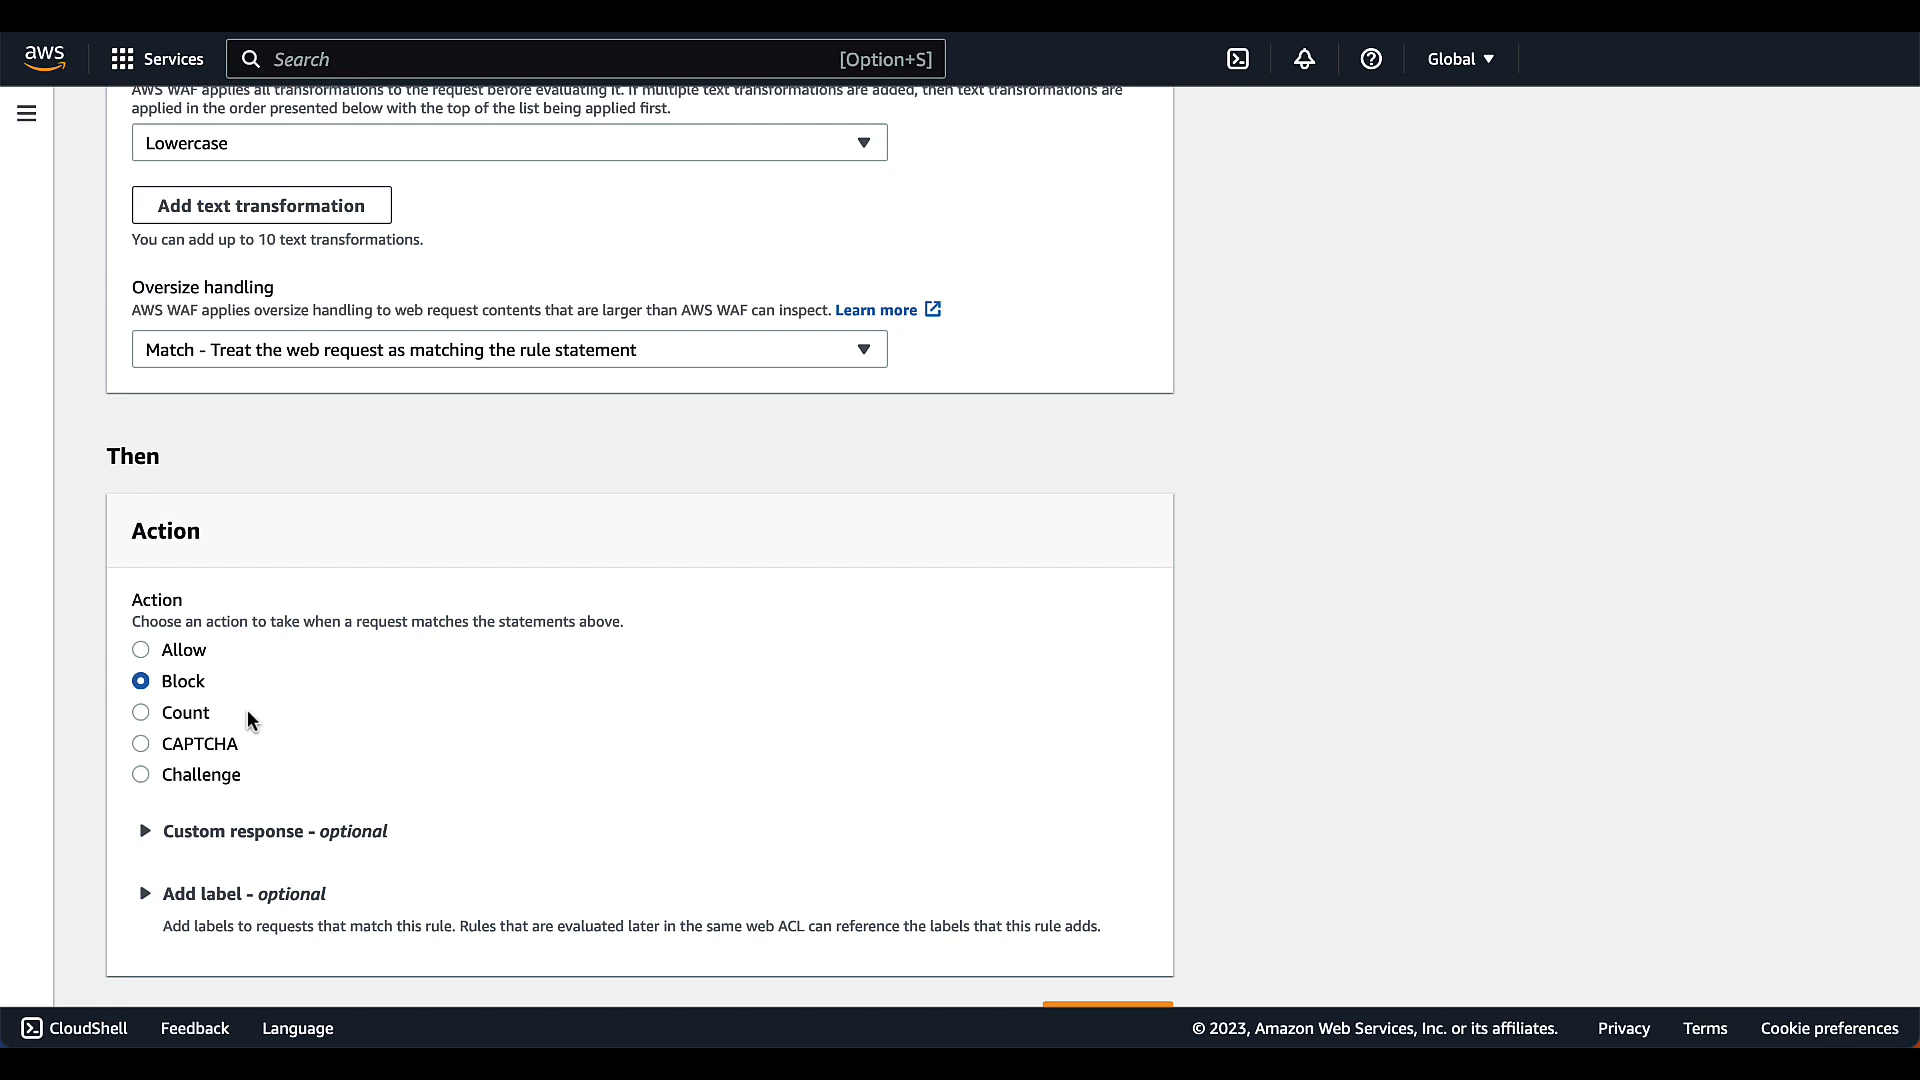 aws
Services
Search
[Option+S]
Global
AWS WAF applies all transformations to the request before evaluating it. If multiple text transformations are added, then text transformations are
applied in the order presented below with the top of the list being applied first.
Lowercase
Add text transformation
You can add up to 10 text transformations.
Oversize handling
AWS WAF applies oversize handling to web request contents that are larger than AWS WAF can inspect. Learn more
Match - Treat the web request as matching the rule statement
Then
Action
Action
Choose an action to take when a request matches the statements above.
Allow
Block
Count
CAPTCHA
Challenge
Custom response - optional
Add label - optional
Add labels to requests that match this rule. Rules that are evaluated later in the same web ACL can reference the labels that this rule adds.
CloudShell
Feedback
Language
© 2023, Amazon Web Services, Inc. or its affiliates.
Privacy
Terms
Cookie preferences